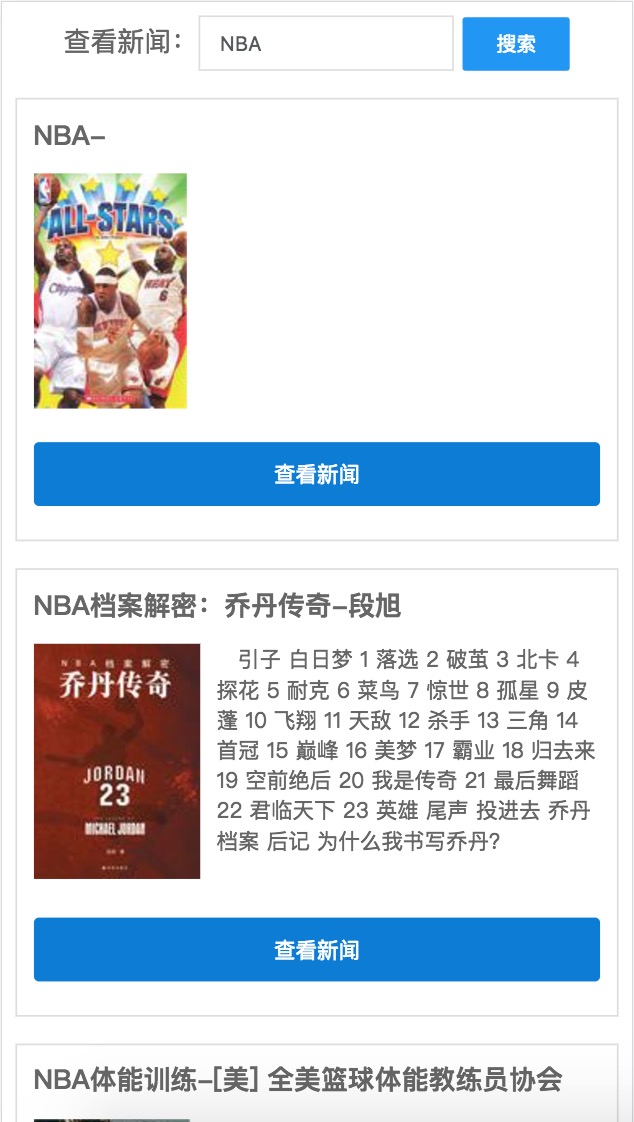 查看新闻：
NBA
搜索
NBA–
ALL-STARS
Clippers
HEAT
6
查看新闻
NBA档案解密：乔丹传奇–段旭
NBA档案解密
乔丹传奇
JORDAN
23
MICHAEL JORDAN
引子 白日梦 1 落选 2 破茧 3 北卡 4
探花 5 耐克 6 菜鸟 7 惊世 8 孤星 9 皮
蓬 10 飞翔 11 天敌 12 杀手 13 三角 14
首冠 15 巅峰 16 美梦 17 霸业 18 归去来
19 空前绝后 20 我是传奇 21 最后舞蹈
22 君临天下 23 英雄 尾声 投进去 乔丹
档案 后记 为什么我书写乔丹?
查看新闻
NBA体能训练–[美] 全美篮球体能教练员协会